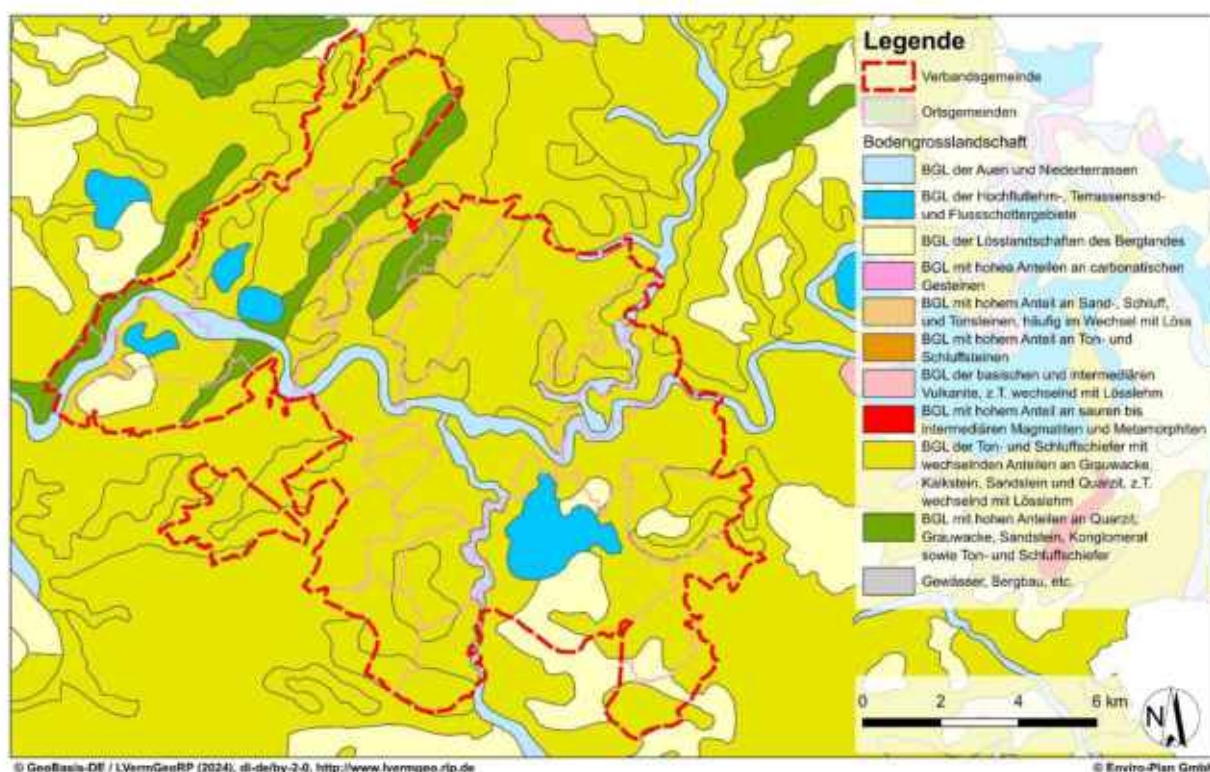 Legende
Verbandsgemeinde
Ortsgemeinden
Bodengrosslandschaft
BGL der Auen und Niederterrassen
BGL der Hochflutlehm-, Terrassensand-
und Flussschottergebiete
BGL der Lösslandschaften des Berglandes
BGL mit hohen Anteilen an carbonatischen
Gesteinen
BGL mit hohem Anteil an Sand-, Schluff,
und Tonsteinen, häufig im Wechsel mit Löss
BGL mit hohem Anteil an Ton- und
Schluffsteinen
BGL der basischen und intermediären
Vulkanite, z.T. wechselnd mit Lösslehm
BGL mit hohem Anteil an sauren bis
intermediären Magmatiten und Metamorphiten
BGL der Ton- und Schluffschiefer mit
wechselnden Anteilen an Grauwacke,
Kalkstein, Sandstein und Quarzit, z.T.
wechselnd mit Lösslehm
BGL mit hohen Anteilen an Quarzit,
Grauwacke, Sandstein, Konglomerat
sowie Ton- und Schluffschiefer
Gewässer, Bergbau, etc.
0 2 4 6 km
N
© GeoBasis-DE / LVermGeoRP (2024), dl-de/by-2-0, http://www.lvermgeo.rlp.de
© Enviro-Plan GmbH